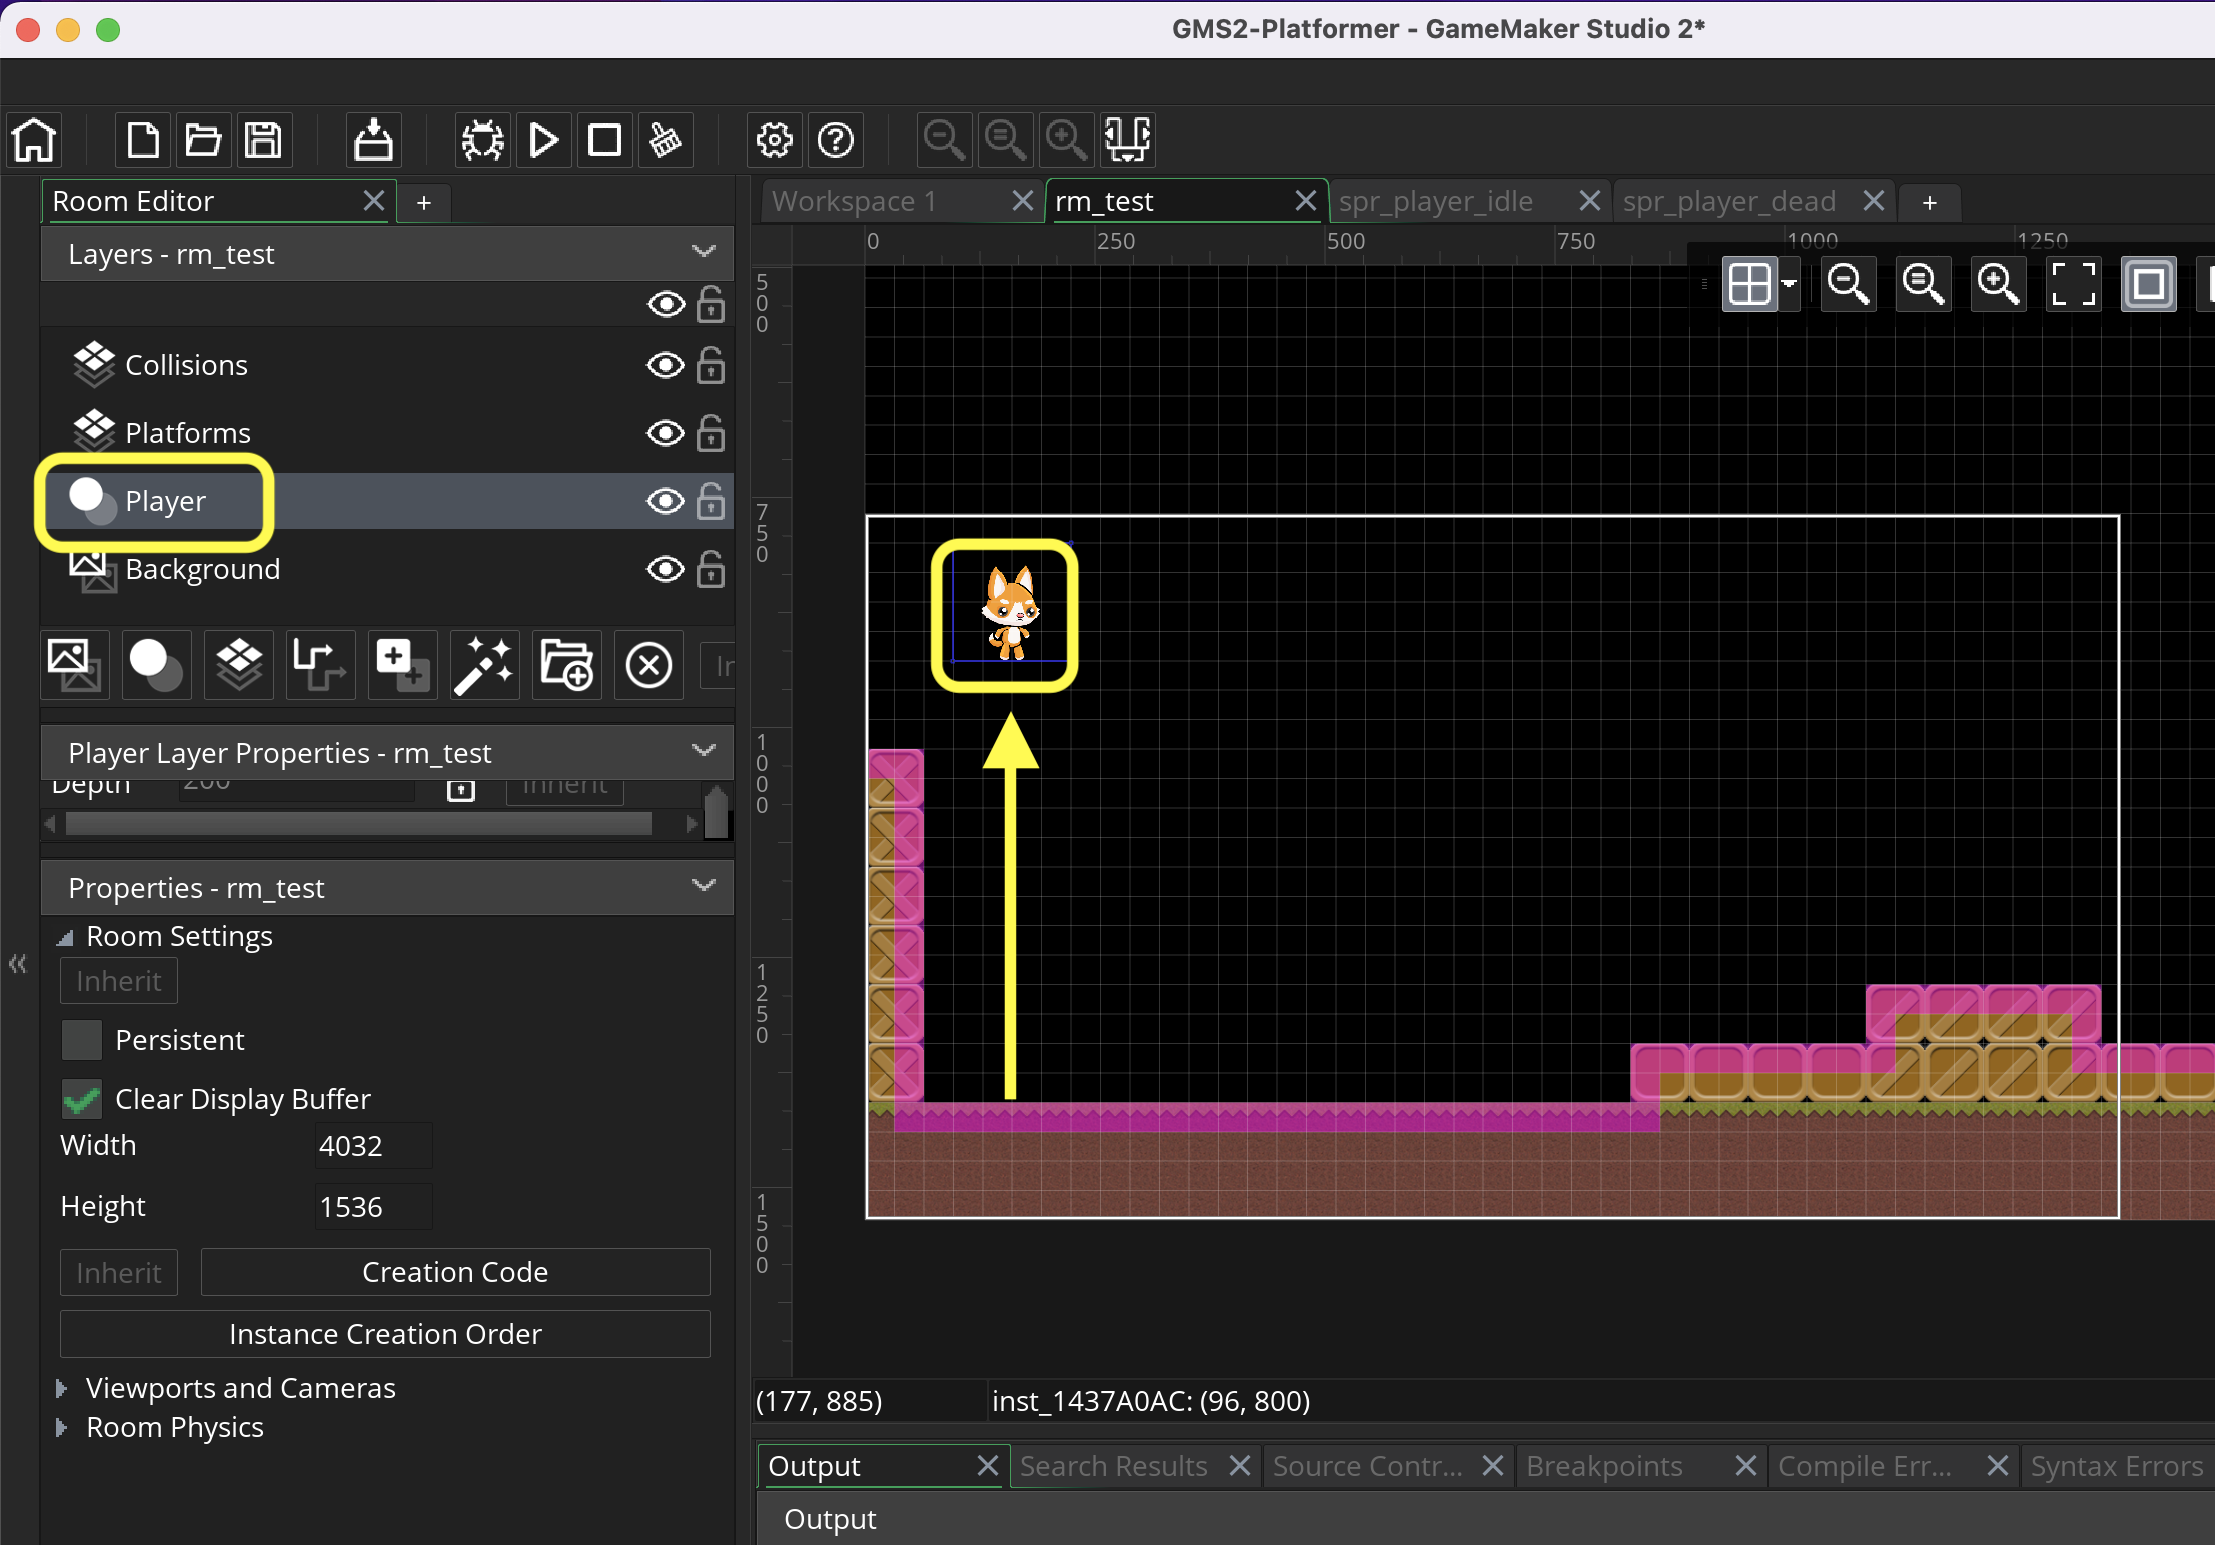 GMS2-Platformer - GameMaker Studio 2*
Room Editor
+
Workspace 1
rm_test
spr_player_idle
spr_player_dead
+
Layers - rm_test
0
250
500
750
1000
1250
500
Collisions
Platforms
Player
750
Background
In
Player Layer Properties - rm_test
1000
Depth
200
Inherit
Properties - rm_test
Room Settings
Inherit
1250
Persistent
Clear Display Buffer
Width
4032
Height
1536
1500
Inherit
Creation Code
Instance Creation Order
Viewports and Cameras
(177, 885)
inst_1437A0AC: (96, 800)
Room Physics
Output
Search Results
Source Contr...
Breakpoints
Compile Err...
Syntax Errors
Output